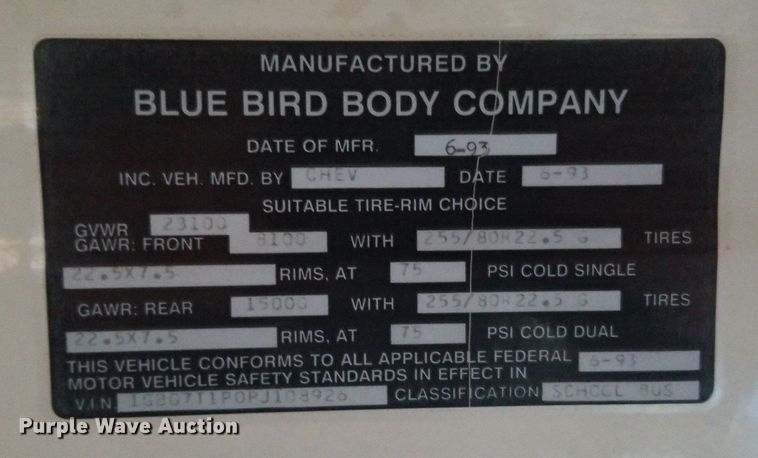 MANUFACTURED BY
BLUE BIRD BODY COMPANY
DATE OF MFR. 6-93
INC. VEH. MFD. BY CHEV DATE 6-93
SUITABLE TIRE-RIM CHOICE
GVWR 23100
GAWR: FRONT 8100 WITH 255/80R22.5 G TIRES
22.5X7.5 RIMS, AT 75 PSI COLD SINGLE
GAWR: REAR 15000 WITH 255/80R22.5 G TIRES
22.5X7.5 RIMS, AT 75 PSI COLD DUAL
THIS VEHICLE CONFORMS TO ALL APPLICABLE FEDERAL
MOTOR VEHICLE SAFETY STANDARDS IN EFFECT IN 6-93
V.I.N. CLASSIFICATION SCHOOL BUS
Purple Wave Auction